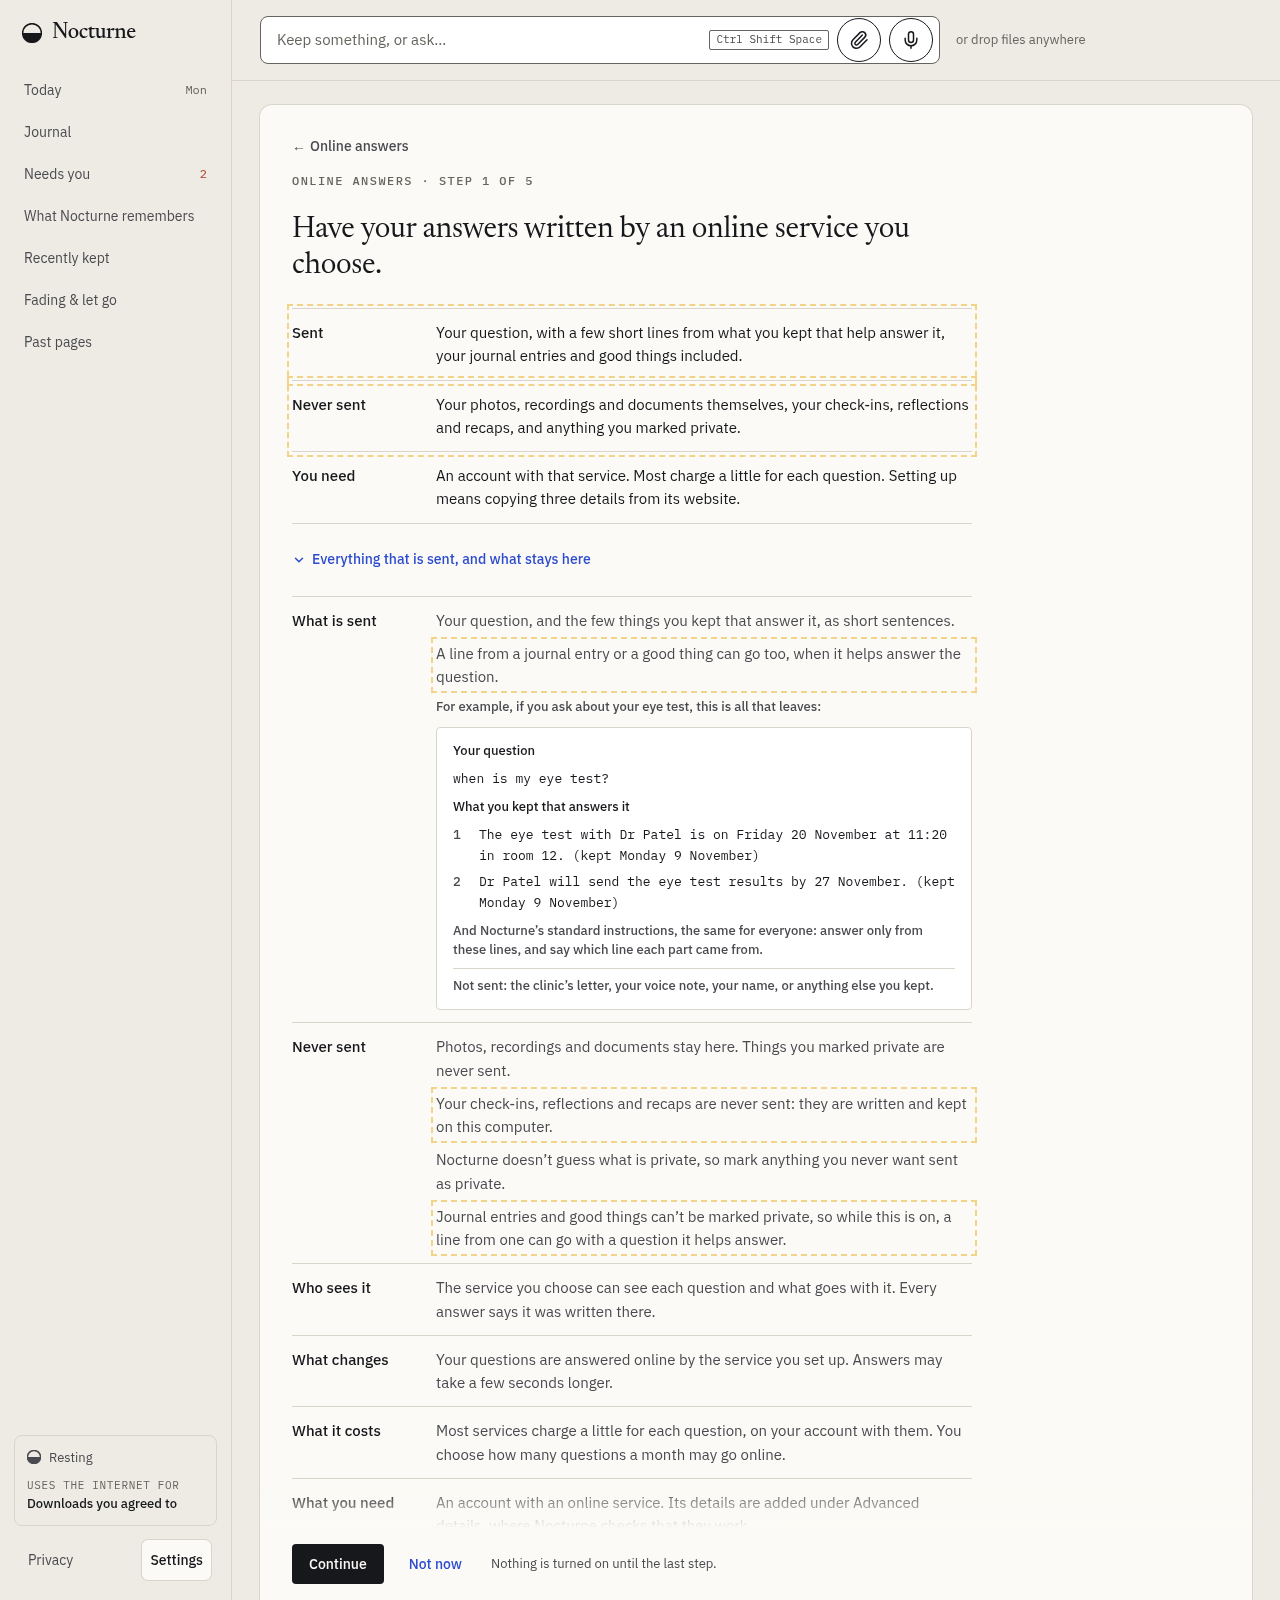 Nocturne
Keep something, or ask…
Ctrl Shift Space
or drop files anywhere
Today
Mon
Journal
Needs you
2
What Nocturne remembers
Recently kept
Fading & let go
Past pages
← Online answers
ONLINE ANSWERS · STEP 1 OF 5
Have your answers written by an online service you
choose.
Sent
Your question, with a few short lines from what you kept that help answer it,
your journal entries and good things included.
Never sent
Your photos, recordings and documents themselves, your check-ins, reflections
and recaps, and anything you marked private.
You need
An account with that service. Most charge a little for each question. Setting up
means copying three details from its website.
Everything that is sent, and what stays here
What is sent
Your question, and the few things you kept that answer it, as short sentences.
A line from a journal entry or a good thing can go too, when it helps answer the
question.
For example, if you ask about your eye test, this is all that leaves:
Your question
when is my eye test?
What you kept that answers it
1 The eye test with Dr Patel is on Friday 20 November at 11:20
in room 12. (kept Monday 9 November)
2 Dr Patel will send the eye test results by 27 November. (kept
Monday 9 November)
And Nocturne’s standard instructions, the same for everyone: answer only from
these lines, and say which line each part came from.
Not sent: the clinic’s letter, your voice note, your name, or anything else you kept.
Never sent
Photos, recordings and documents stay here. Things you marked private are
never sent.
Your check-ins, reflections and recaps are never sent: they are written and kept
on this computer.
Nocturne doesn’t guess what is private, so mark anything you never want sent
as private.
Journal entries and good things can’t be marked private, so while this is on, a
line from one can go with a question it helps answer.
Who sees it
The service you choose can see each question and what goes with it. Every
answer says it was written there.
What changes
Your questions are answered online by the service you set up. Answers may
take a few seconds longer.
What it costs
Most services charge a little for each question, on your account with them. You
choose how many questions a month may go online.
What you need
An account with an online service. Its details are added under Advanced
details, where Nocturne checks that they work.
Resting
USES THE INTERNET FOR
Downloads you agreed to
Privacy
Settings
Continue
Not now
Nothing is turned on until the last step.